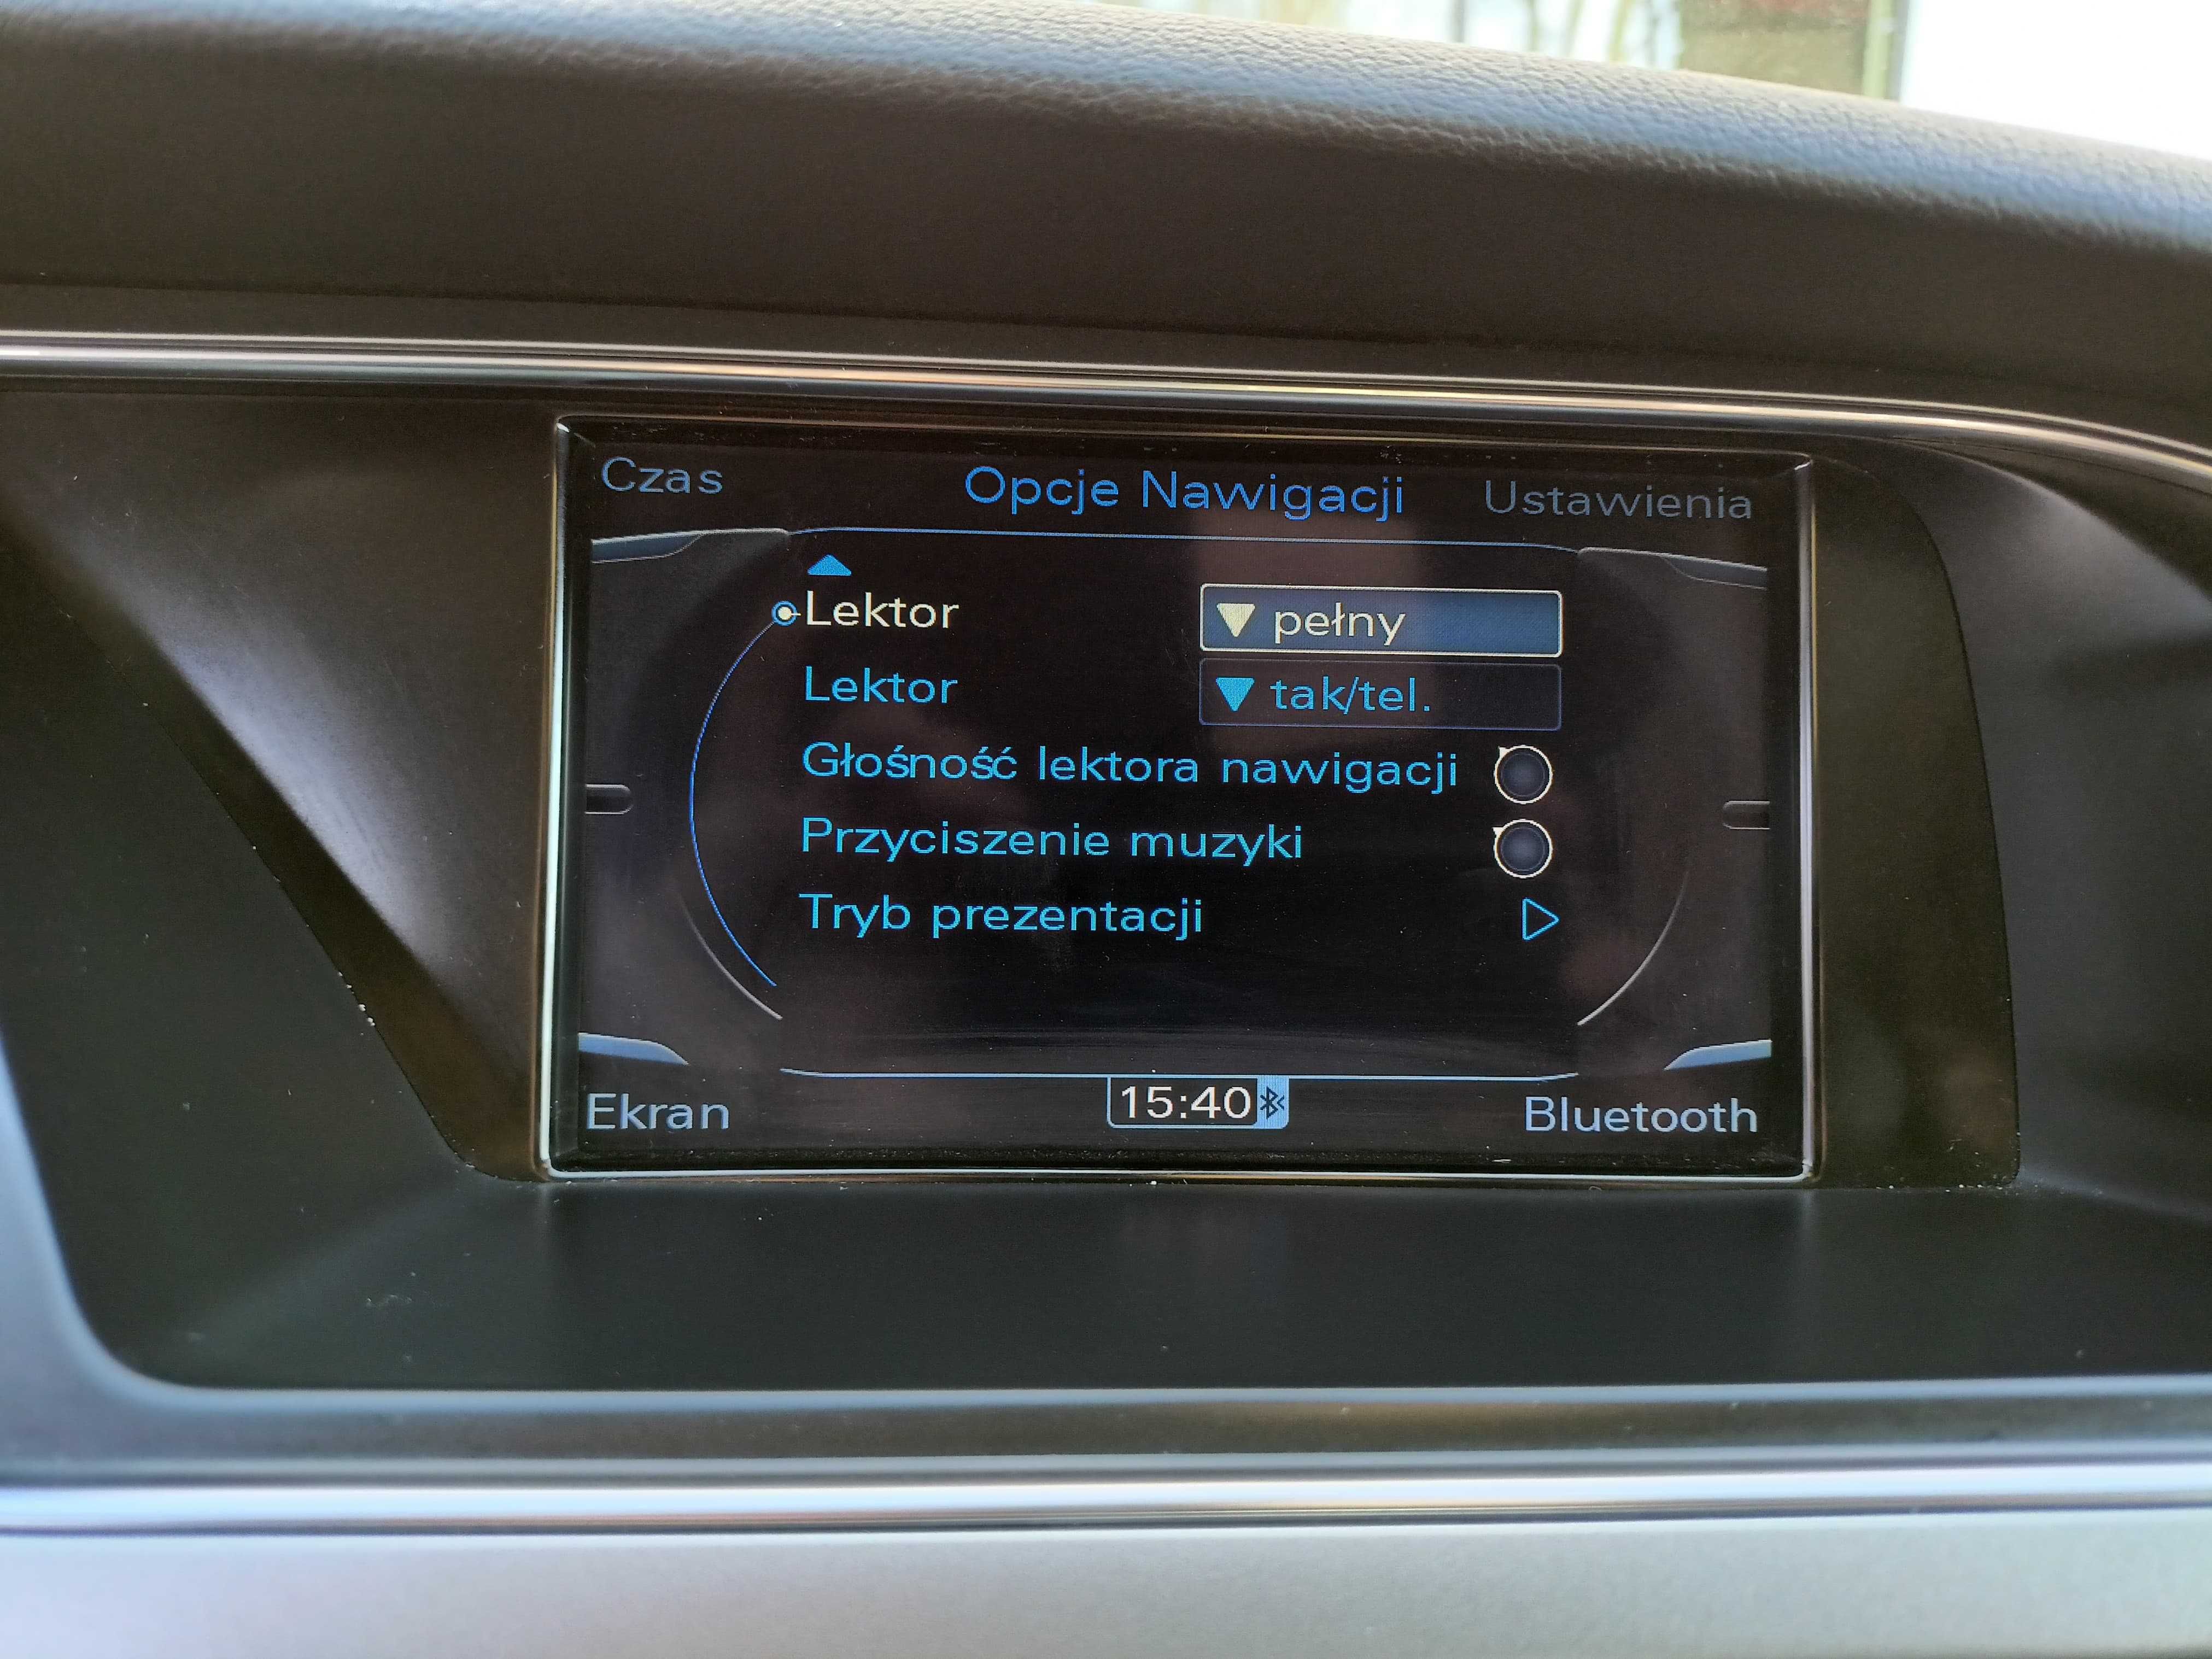 Czas Opcje Nawigacji Ustawienia
Lektor pełny
Lektor tak/tel.
Głośność lektora nawigacji
Przyciszenie muzyki
Tryb prezentacji
Ekran 15:40 Bluetooth